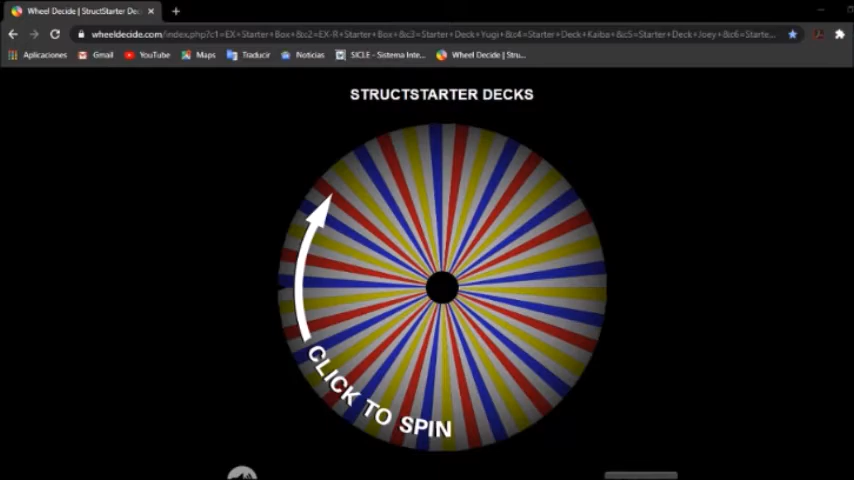 Wheel Decide | StructStarter Dec
wheeldecide.com/index.php?c1=EX+Starter+Box+&c2=EX-R+Starter+Box+&c3=Starter+Deck+Yugi+&c4=Starter+Deck+Kaiba+&c5=Starter+Deck+Joey+&c6=Starte...
Aplicaciones Gmail YouTube Maps Traducir Noticias SICLE - Sistema Inte... Wheel Decide | Stru...
STRUCTSTARTER DECKS
CLICK TO SPIN